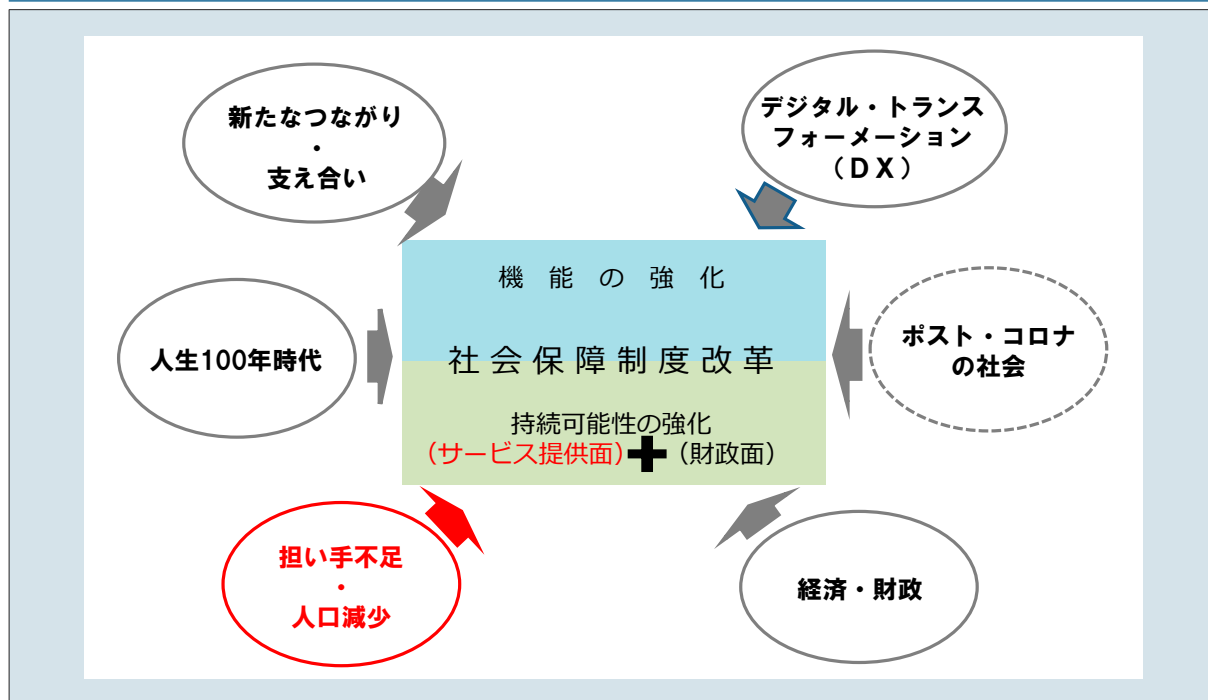 新たなつながり
・
支え合い
デジタル・トランス
フォーメーション
（ＤＸ）
機能の強化
人生100年時代
社会保障制度改革
ポスト・コロナ
の社会
持続可能性の強化
（サービス提供面）＋（財政面）
担い手不足
・
人口減少
経済・財政